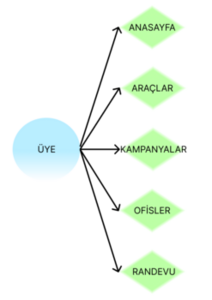 ANASAYFA
ARAÇLAR
ÜYE
KAMPANYALAR
OFİSLER
RANDEVU